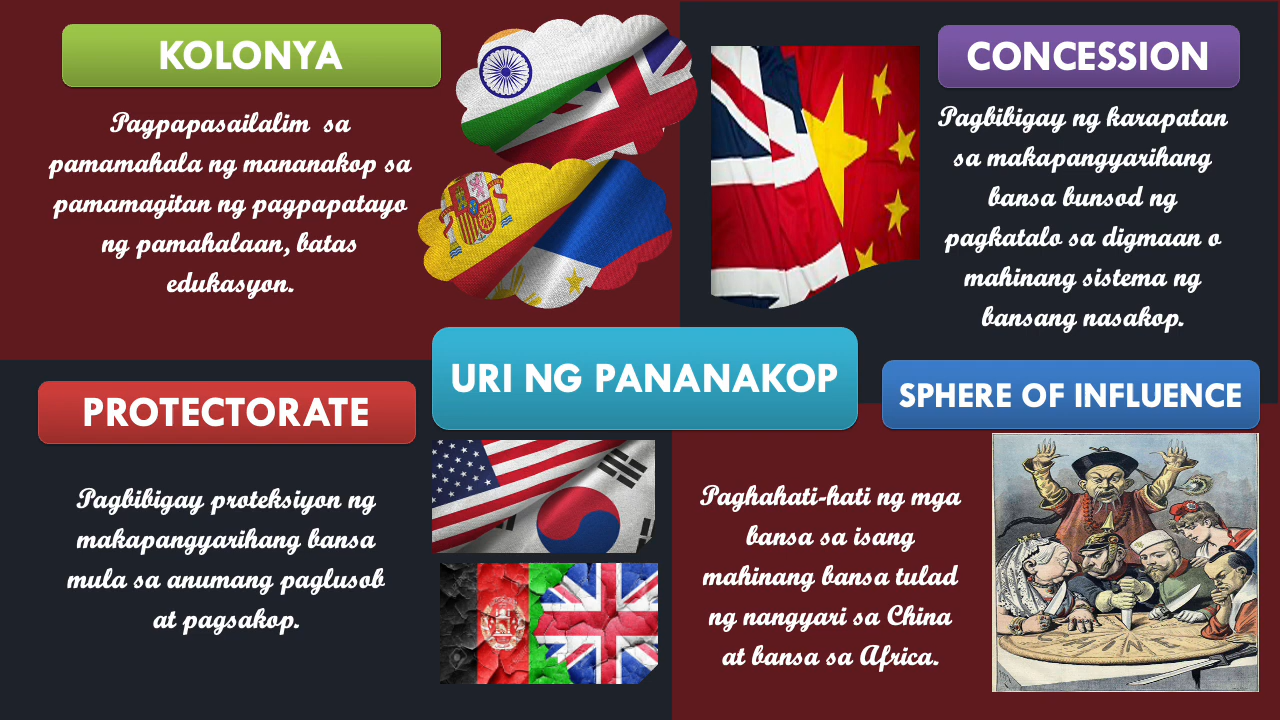 KOLONYA
Pagpapasailalim sa
pamamahala ng mananakop sa
pamamagitan ng pagpapatayo
ng pamahalaan, batas
edukasyon.
CONCESSION
Pagbibigay ng karapatan
sa makapangyarihang
bansa bunsod ng
pagkatalo sa digmaan o
mahinang sistema ng
bansang nasakop.
URI NG PANANAKOP
PROTECTORATE
Pagbibigay proteksiyon ng
makapangyarihang bansa
mula sa anumang paglusob
at pagsakop.
SPHERE OF INFLUENCE
Paghahati-hati ng mga
bansa sa isang
mahinang bansa tulad
ng nangyari sa China
at bansa sa Africa.